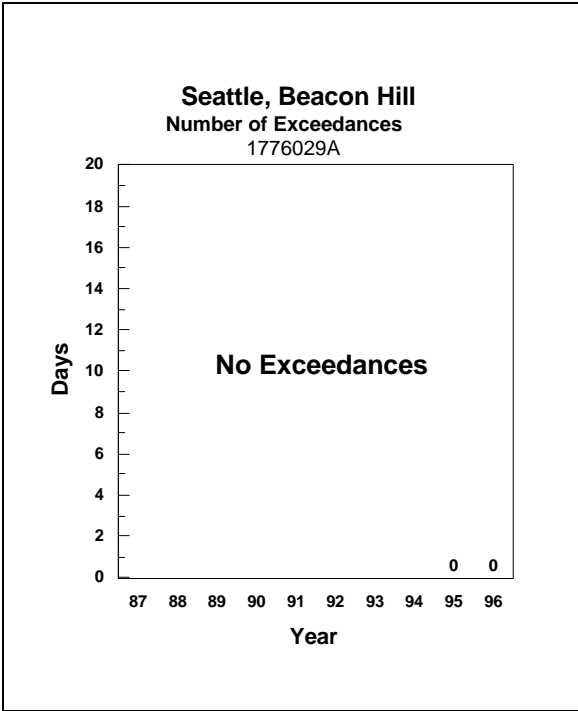 Seattle, Beacon Hill
Number of Exceedances
1776029A
20
18
16
14
12
10
8
6
4
2
0
Days
No Exceedances
0 0
87 88 89 90 91 92 93 94 95 96
Year